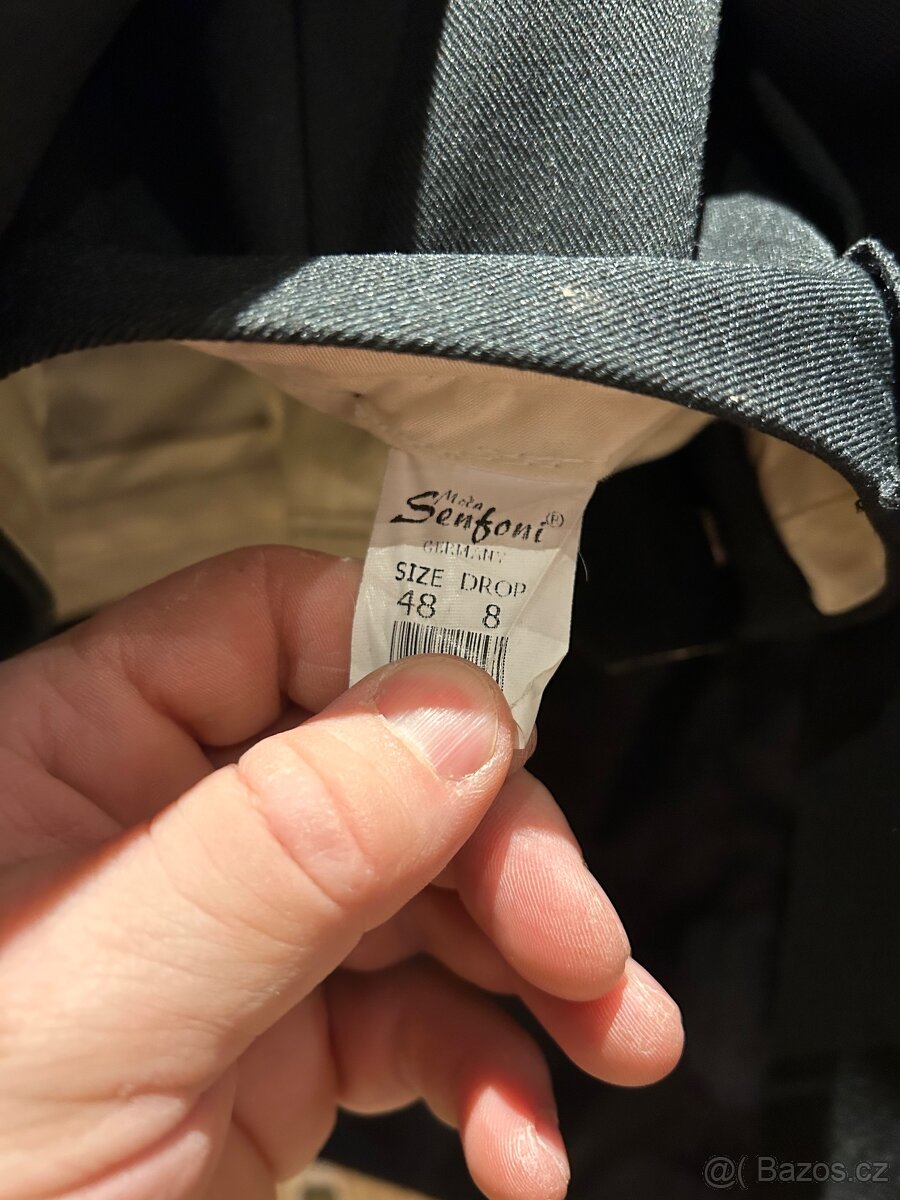 Moda
Senfoni®
GERMANY
SIZE DROP
48 8
@( Bazos.cz